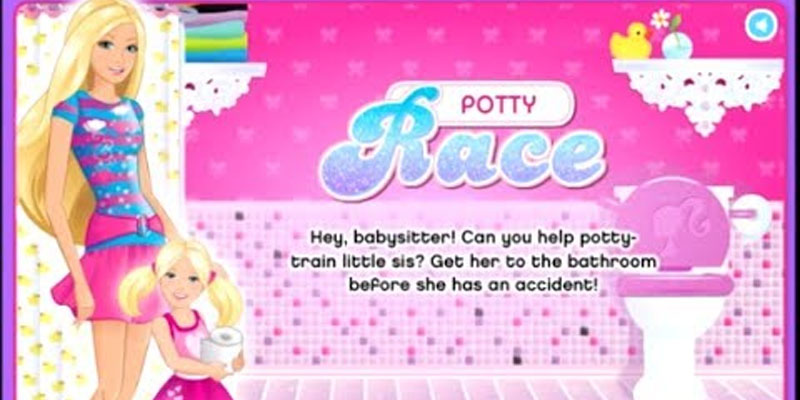 POTTY
Race
Hey, babysitter! Can you help potty-
train little sis? Get her to the bathroom
before she has an accident!